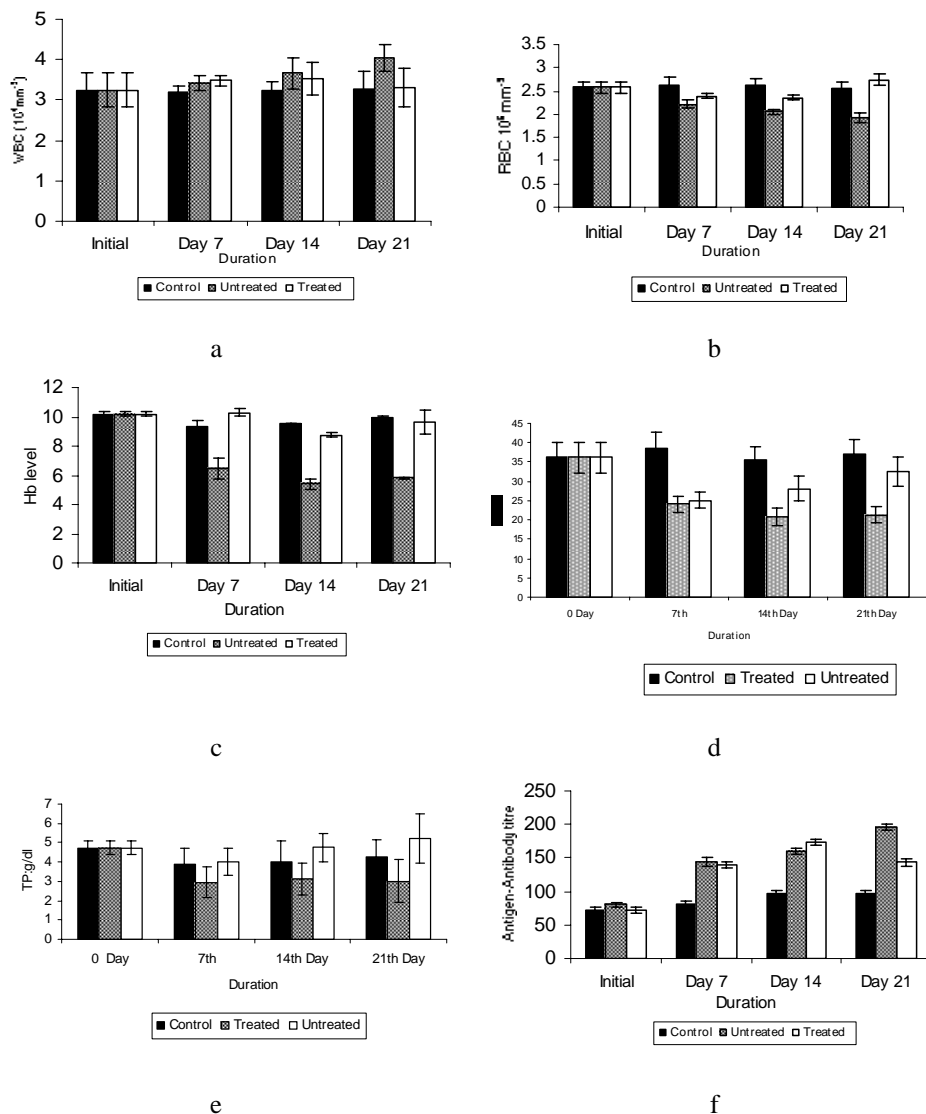 5
4
3
2
1
0
WBC (10⁴ mm⁻³)
Initial Day 7 Day 14 Day 21
Duration
Control Untreated Treated
a
3
2.5
2
1.5
1
0.5
0
RBC 10⁶ mm⁻³
Initial Day 7 Day 14 Day 21
Duration
Control Untreated Treated
b
12
10
8
6
4
2
0
Hb level
Initial Day 7 Day 14 Day 21
Duration
Control Untreated Treated
c
45
40
35
30
25
20
15
10
5
0
0 Day 7th 14th Day 21th Day
Duration
Control Treated Untreated
d
7
6
5
4
3
2
1
0
TP:g/dl
0 Day 7th 14th Day 21th Day
Duration
Control Treated Untreated
e
250
200
150
100
50
0
Antigen-Antibody titre
Initial Day 7 Day 14 Day 21
Duration
Control Untreated Treated
f